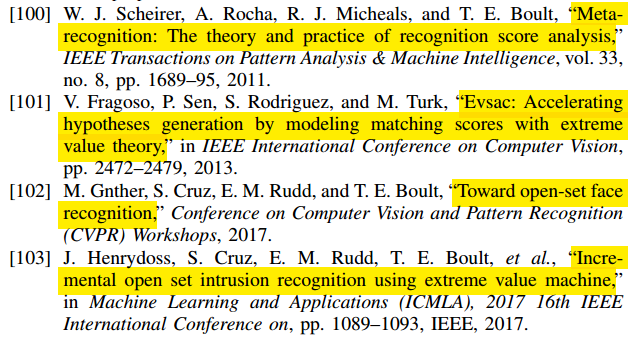 [100] W. J. Scheirer, A. Rocha, R. J. Micheals, and T. E. Boult, “Meta-
recognition: The theory and practice of recognition score analysis,”
IEEE Transactions on Pattern Analysis & Machine Intelligence, vol. 33,
no. 8, pp. 1689–95, 2011.
[101] V. Fragoso, P. Sen, S. Rodriguez, and M. Turk, “Evsac: Accelerating
hypotheses generation by modeling matching scores with extreme
value theory,” in IEEE International Conference on Computer Vision,
pp. 2472–2479, 2013.
[102] M. Gnther, S. Cruz, E. M. Rudd, and T. E. Boult, “Toward open-set face
recognition,” Conference on Computer Vision and Pattern Recognition
(CVPR) Workshops, 2017.
[103] J. Henrydoss, S. Cruz, E. M. Rudd, T. E. Boult, et al., “Incre-
mental open set intrusion recognition using extreme value machine,”
in Machine Learning and Applications (ICMLA), 2017 16th IEEE
International Conference on, pp. 1089–1093, IEEE, 2017.